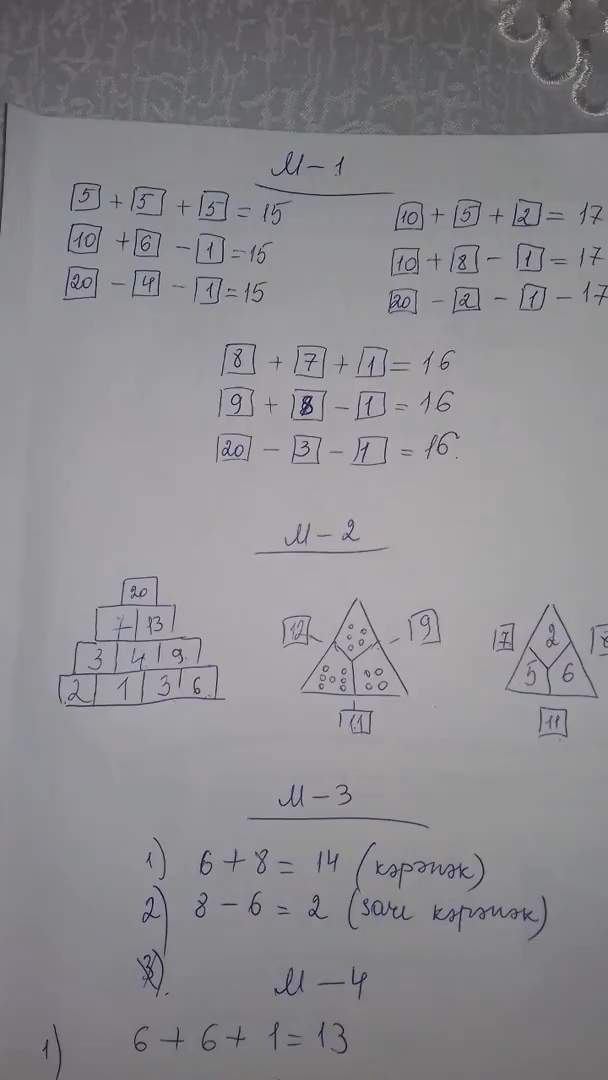 М-1
5 + 5 + 5 = 15
10 + 6 - 1 = 15
20 - 4 - 1 = 15
10 + 5 + 2 = 17
10 + 8 - 1 = 17
20 - 2 - 1 - 17
8 + 7 + 1 = 16
9 + 8 - 1 = 16
20 - 3 - 1 = 16.
М-2
20
7 13
3 4 9
2 1 3 6
12 9
11
7 2 8
5 6
11
М-3
1) 6 + 8 = 14 (кәрәпәк)
2) 8 - 6 = 2 (sarı кәрәпәк)
М-4
1) 6 + 6 + 1 = 13